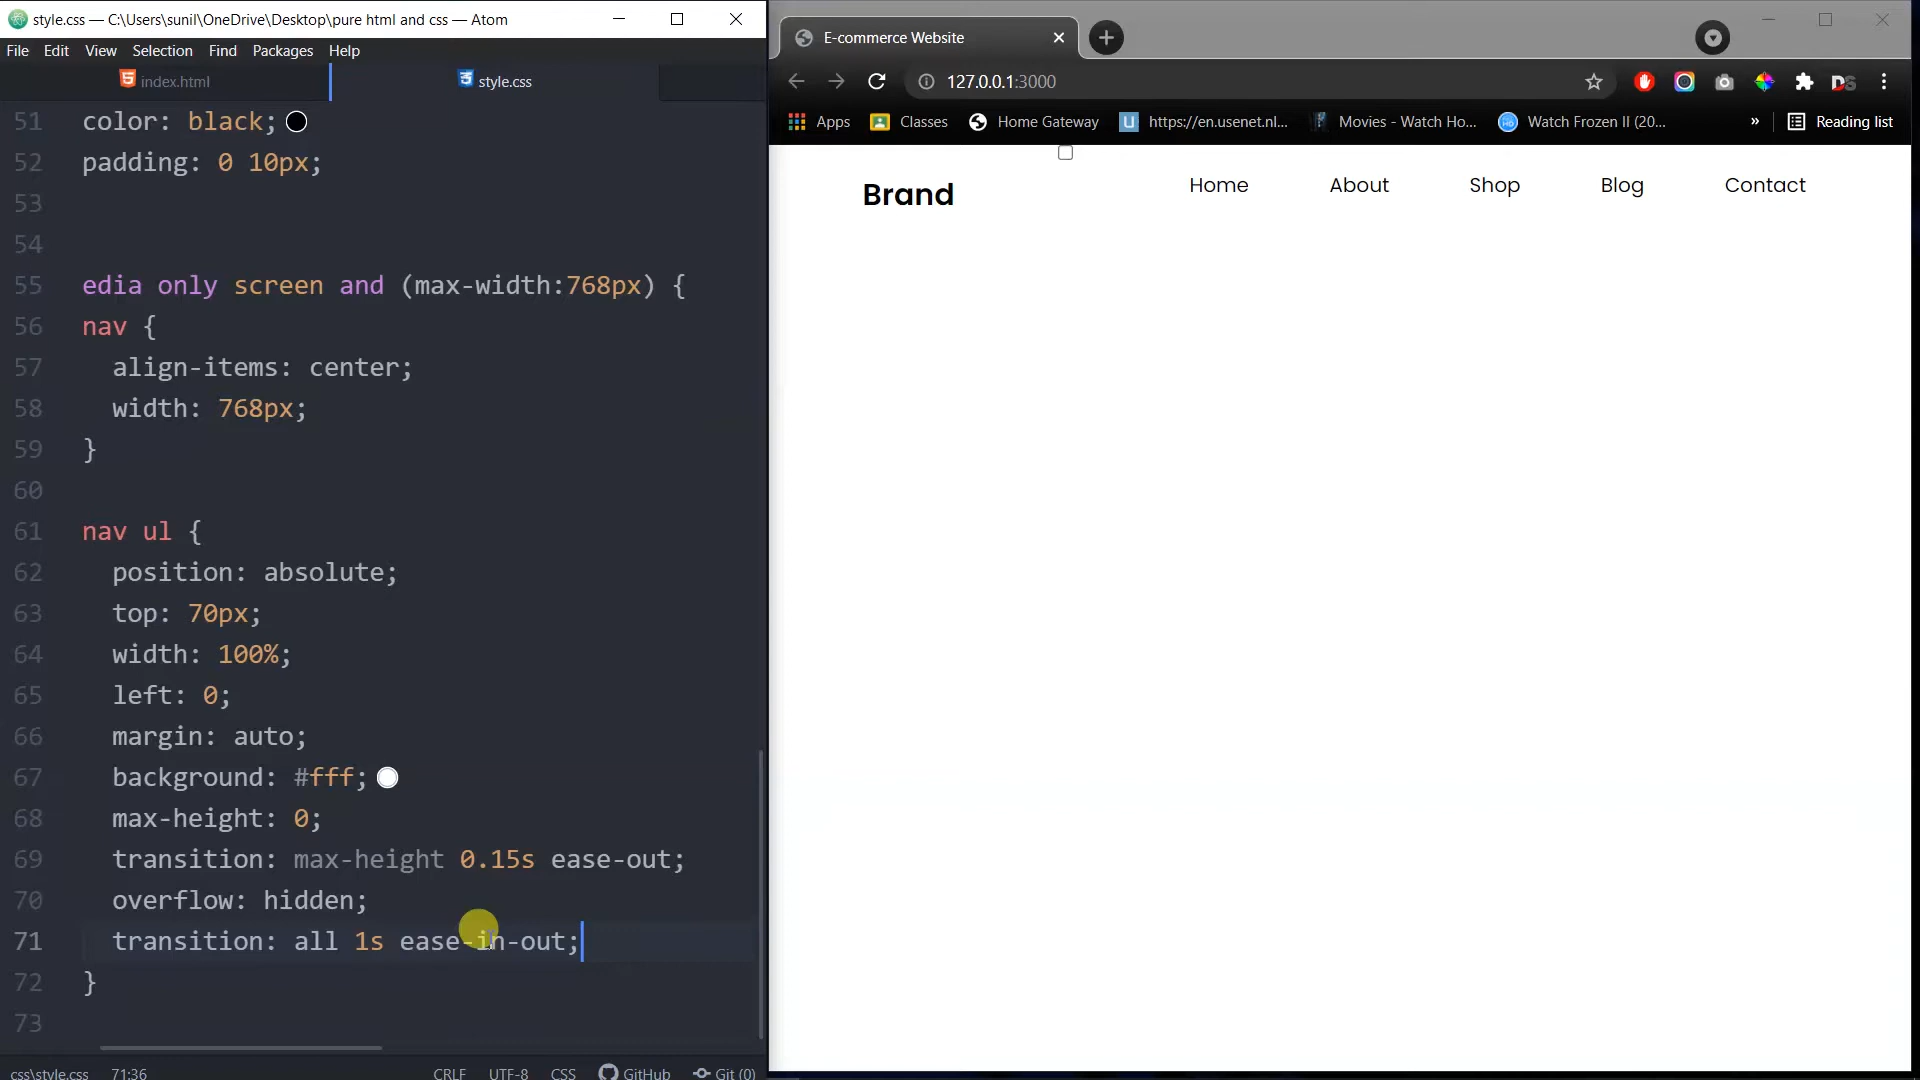 style.css — C:\Users\sunil\OneDrive\Desktop\pure html and css — Atom
File Edit View Selection Find Packages Help
index.html
style.css
51 color: black;
52 padding: 0 10px;
53
54
55 edia only screen and (max-width:768px) {
56 nav {
57 align-items: center;
58 width: 768px;
59 }
60
61 nav ul {
62 position: absolute;
63 top: 70px;
64 width: 100%;
65 left: 0;
66 margin: auto;
67 background: #fff;
68 max-height: 0;
69 transition: max-height 0.15s ease-out;
70 overflow: hidden;
71 transition: all 1s ease-in-out;
72 }
73
css\style.css 71:36 CRLF UTF-8 CSS GitHub Git (0)
E-commerce Website
127.0.0.1:3000
Apps Classes Home Gateway https://en.usenet.nl... Movies - Watch Ho... Watch Frozen II (20... » Reading list
Brand Home About Shop Blog Contact